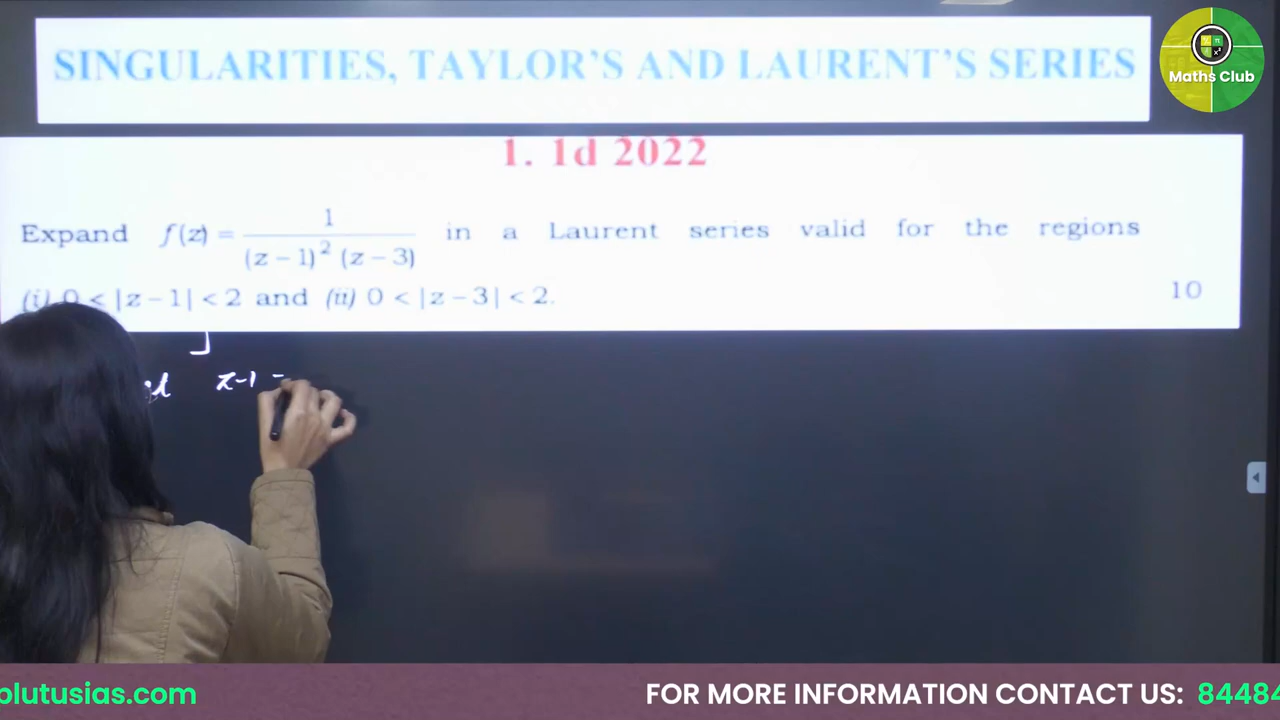 SINGULARITIES, TAYLOR'S AND LAURENT'S SERIES
Maths Club
1. 1d 2022
Expand f(z) = 1 / (z – 1)² (z – 3) in a Laurent series valid for the regions
(i) 0 < |z – 1| < 2 and (ii) 0 < |z – 3| < 2. 10
z-1 =
plutusias.com
FOR MORE INFORMATION CONTACT US: 84484